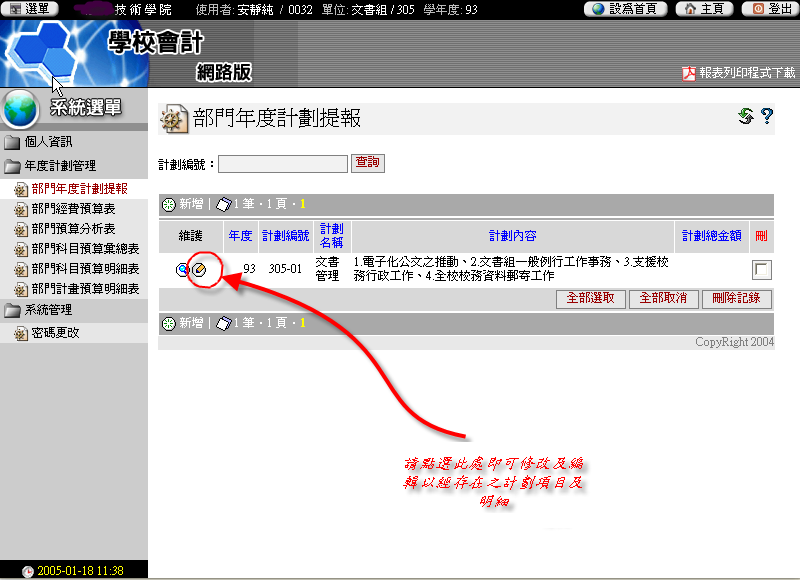 選單
技術學院 使用者: 安靜純 / 0032 單位: 文書組 / 305 學年度: 93
設為首頁 主頁 登出
學校會計
網路版
報表列印程式下載
系統選單
個人資訊
年度計劃管理
部門年度計劃提報
部門經費預算表
部門預算分析表
部門科目預算彙總表
部門科目預算明細表
部門計畫預算明細表
系統管理
密碼更改
2005-01-18 11:38
部門年度計劃提報
計劃編號：
查詢
新增 | 1 筆‧1 頁‧1
維護 年度 計劃編號 計劃名稱 計劃內容 計劃總金額 刪
93 305-01 文書管理 1.電子化公文之推動、2.文書組一般例行工作事務、3.支援校
務行政工作、4.全校校務資料郵寄工作
全部選取 全部取消 刪除記錄
新增 | 1 筆‧1 頁‧1
CopyRight 2004
請點選此處即可修改及編
輯以經存在之計劃項目及
明細